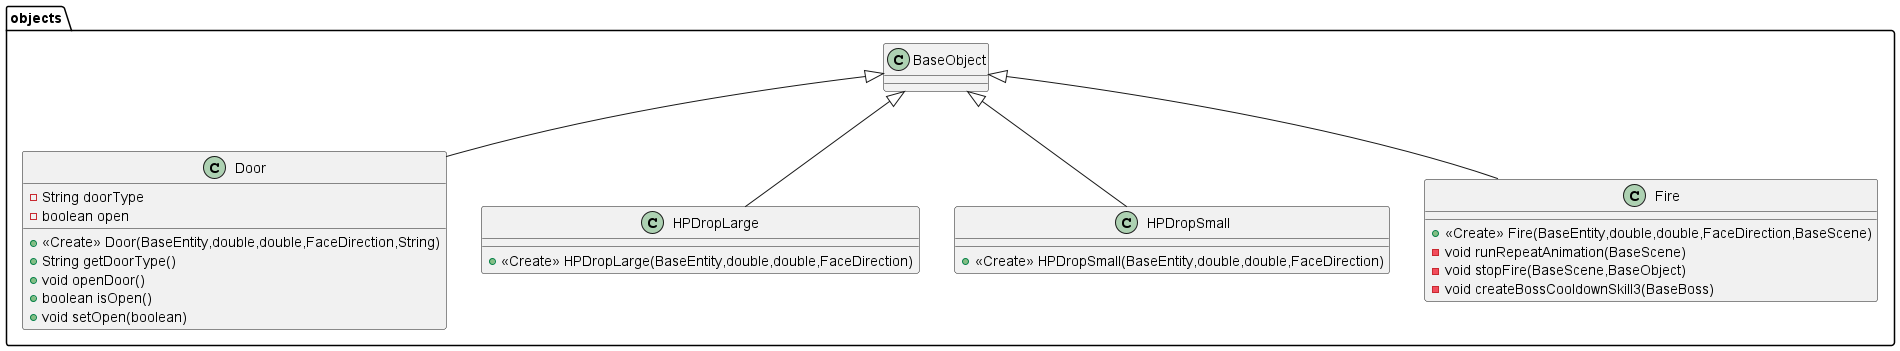 objects
C BaseObject
C Door
String doorType
boolean open
«Create» Door(BaseEntity,double,double,FaceDirection,String)
String getDoorType()
void openDoor()
boolean isOpen()
void setOpen(boolean)
C HPDropLarge
«Create» HPDropLarge(BaseEntity,double,double,FaceDirection)
C HPDropSmall
«Create» HPDropSmall(BaseEntity,double,double,FaceDirection)
C Fire
«Create» Fire(BaseEntity,double,double,FaceDirection,BaseScene)
void runRepeatAnimation(BaseScene)
void stopFire(BaseScene,BaseObject)
void createBossCooldownSkill3(BaseBoss)